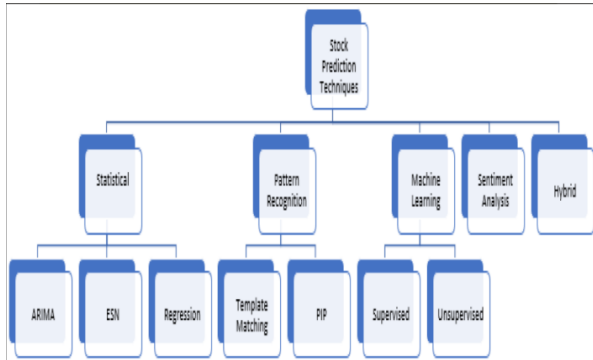 Stock
Prediction
Techniques
Statistical
Pattern
Recognition
Machine
Learning
Sentiment
Analysis
Hybrid
ARIMA
ESN
Regression
Template
Matching
PIP
Supervised
Unsupervised